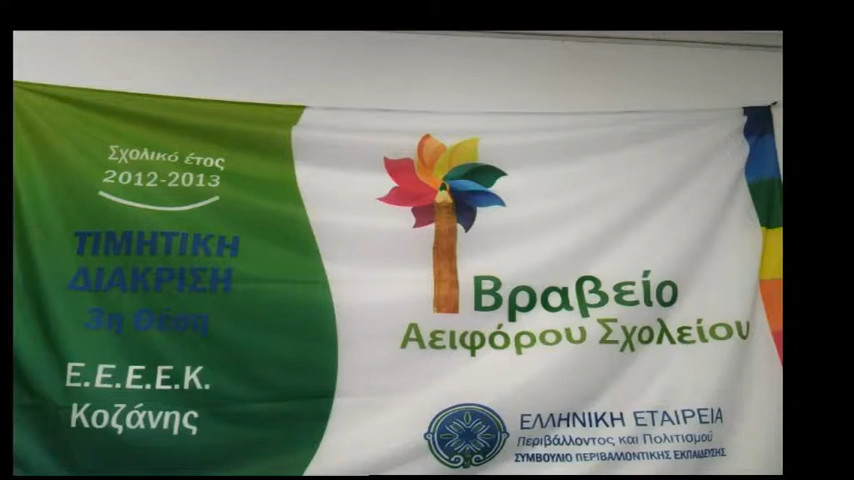 Σχολικό έτος
2012-2013
ΤΙΜΗΤΙΚΗ
ΔΙΑΚΡΙΣΗ
3η Θέση
Ε.Ε.Ε.Ε.Κ.
Κοζάνης
Βραβείο
Αειφόρου Σχολείου
ΕΛΛΗΝΙΚΗ ΕΤΑΙΡΕΙΑ
Περιβάλλοντος και Πολιτισμού
ΣΥΜΒΟΥΛΙΟ ΠΕΡΙΒΑΛΛΟΝΤΙΚΗΣ ΕΚΠΑΙΔΕΥΣΗΣ